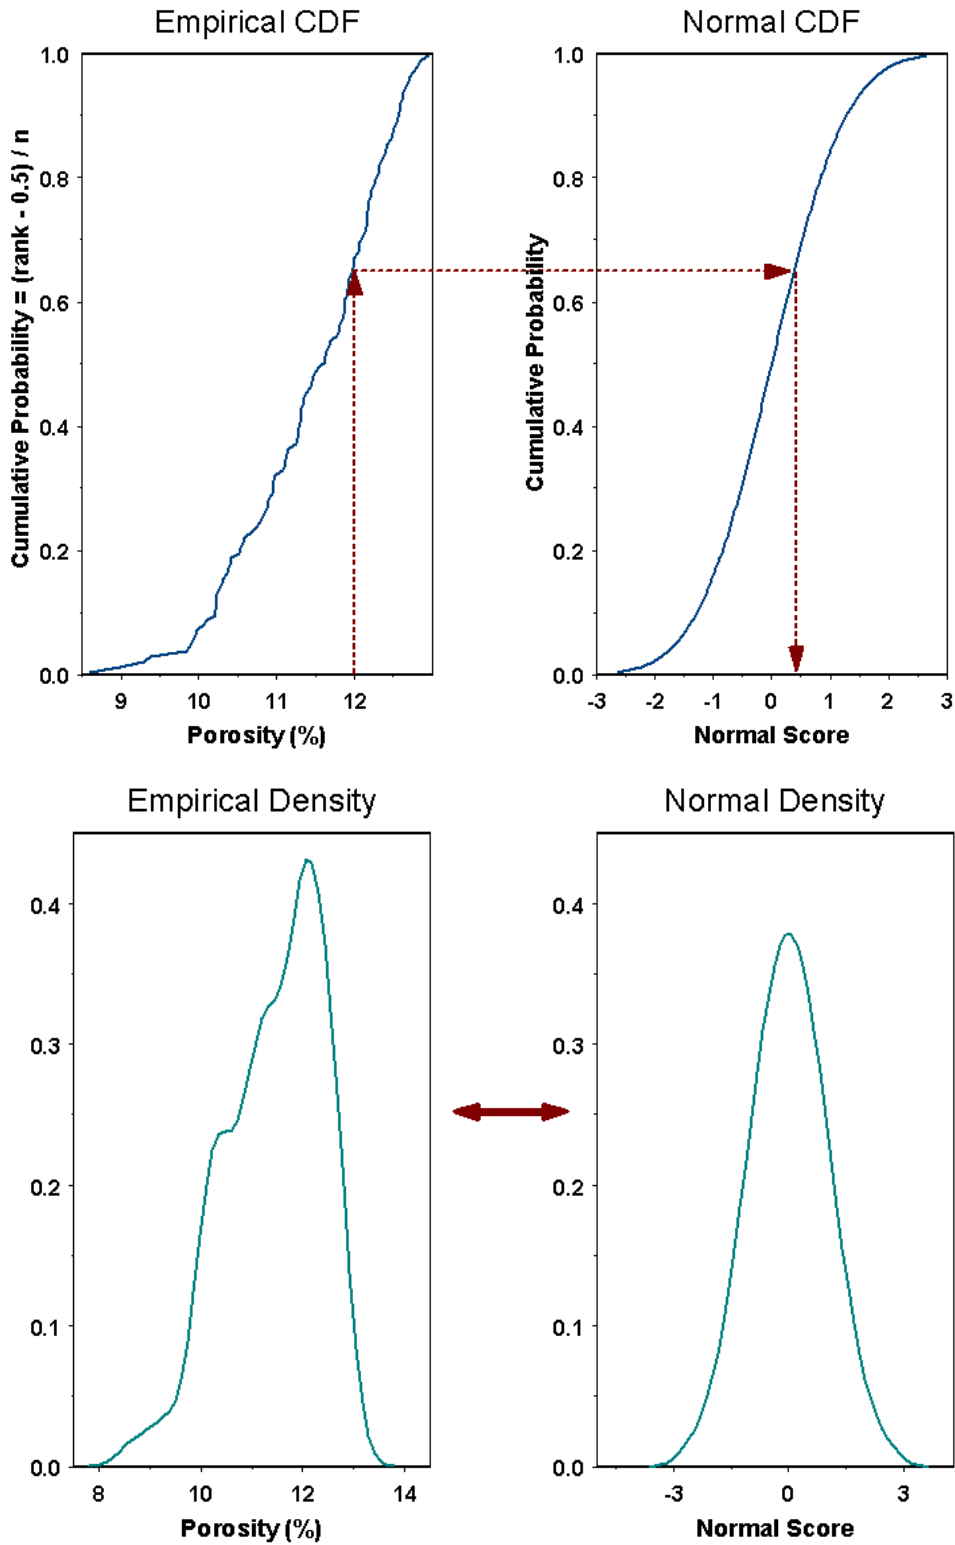 Empirical CDF
Cumulative Probability = (rank - 0.5) / n
1.0
0.8
0.6
0.4
0.2
0.0
9 10 11 12
Porosity (%)
Normal CDF
Cumulative Probability
1.0
0.8
0.6
0.4
0.2
0.0
-3 -2 -1 0 1 2 3
Normal Score
Empirical Density
0.4
0.3
0.2
0.1
0.0
8 10 12 14
Porosity (%)
Normal Density
0.4
0.3
0.2
0.1
0.0
-3 0 3
Normal Score